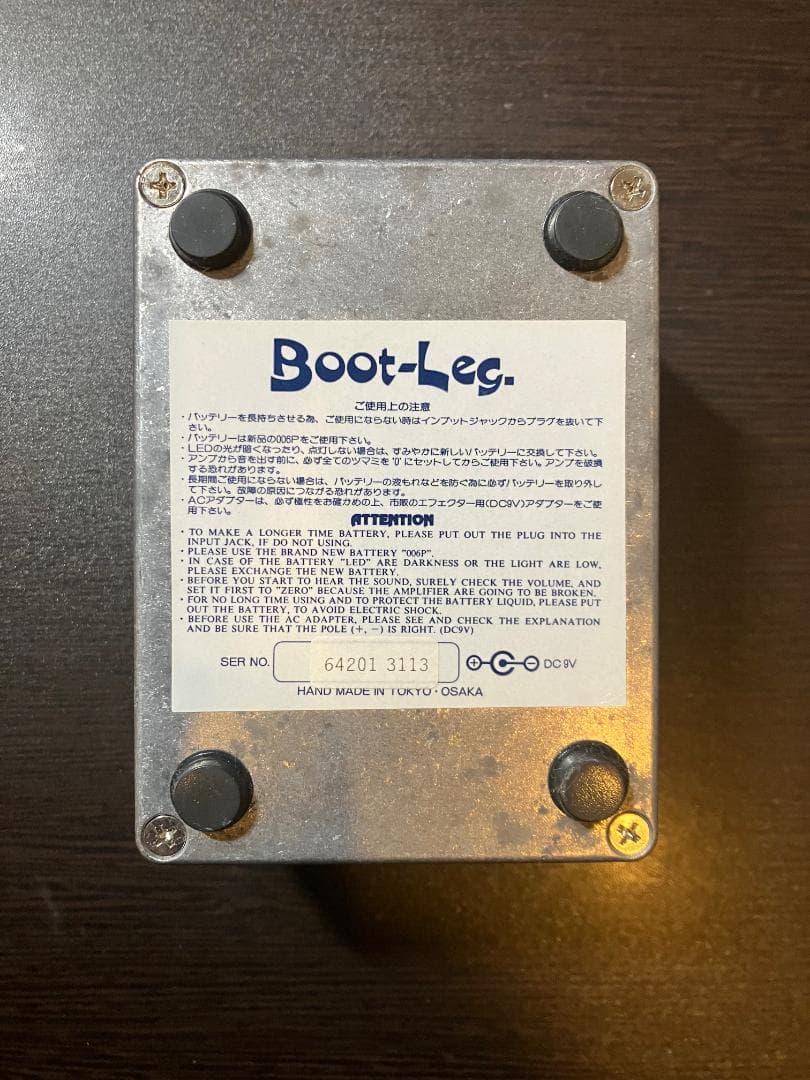 Boot-Leg.
ご使用上の注意
・バッテリーを長持ちさせる為、ご使用にならない時はインプットジャックからプラグを抜いて下
さい。
・バッテリーは新品の006Pをご使用下さい。
・LEDの光が暗くなったり、点灯しない場合は、すみやかに新しいバッテリーに交換して下さい。
・アンプから音を出す前に、必ず全てのツマミを'0'にセットしてからご使用下さい。アンプを破損
する恐れがあります。
・長期間ご使用にならない場合は、バッテリーの液もれなどを防ぐ為に必ずバッテリーを取り外し
て下さい。故障の原因につながる恐れがあります。
・ACアダプターは、必ず極性をお確かめの上、市販のエフェクター用(DC9V)アダプターをご使
用下さい。
ATTENTION
・TO MAKE A LONGER TIME BATTERY, PLEASE PUT OUT THE PLUG INTO THE
INPUT JACK, IF DO NOT USING.
・PLEASE USE THE BRAND NEW BATTERY "006P".
・IN CASE OF THE BATTERY "LED" ARE DARKNESS OR THE LIGHT ARE LOW,
PLEASE EXCHANGE THE NEW BATTERY.
・BEFORE YOU START TO HEAR THE SOUND, SURELY CHECK THE VOLUME, AND
SET IT FIRST TO "ZERO" BECAUSE THE AMPLIFIER ARE GOING TO BE BROKEN.
・FOR NO LONG TIME USING AND TO PROTECT THE BATTERY LIQUID, PLEASE PUT
OUT THE BATTERY, TO AVOID ELECTRIC SHOCK.
・BEFORE USE THE AC ADAPTER, PLEASE SEE AND CHECK THE EXPLANATION
AND BE SURE THAT THE POLE (+, −) IS RIGHT. (DC9V)
SER NO. 64201 3113 DC 9V
HAND MADE IN TOKYO・OSAKA